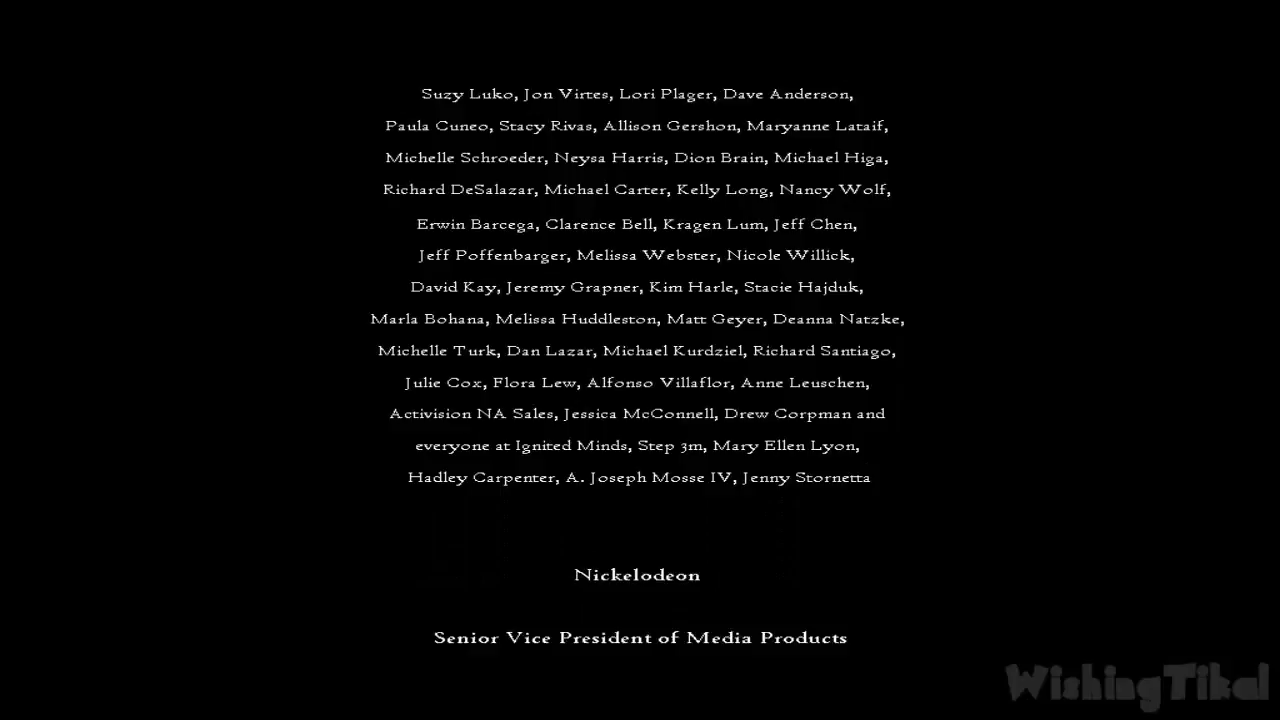 Suzy Luko, Jon Virtes, Lori Plager, Dave Anderson,
Paula Cuneo, Stacy Rivas, Allison Gershon, Maryanne Lataif,
Michelle Schroeder, Neysa Harris, Dion Brain, Michael Higa,
Richard DeSalazar, Michael Carter, Kelly Long, Nancy Wolf,
Erwin Barcega, Clarence Bell, Kragen Lum, Jeff Chen,
Jeff Poffenbarger, Melissa Webster, Nicole Willick,
David Kay, Jeremy Grapner, Kim Harle, Stacie Hajduk,
Marla Bohana, Melissa Huddleston, Matt Geyer, Deanna Natzke,
Michelle Turk, Dan Lazar, Michael Kurdziel, Richard Santiago,
Julie Cox, Flora Lew, Alfonso Villaflor, Anne Leuschen,
Activision NA Sales, Jessica McConnell, Drew Corpman and
everyone at Ignited Minds, Step 3m, Mary Ellen Lyon,
Hadley Carpenter, A. Joseph Mosse IV, Jenny Stornetta
Nickelodeon
Senior Vice President of Media Products
WishingTikal